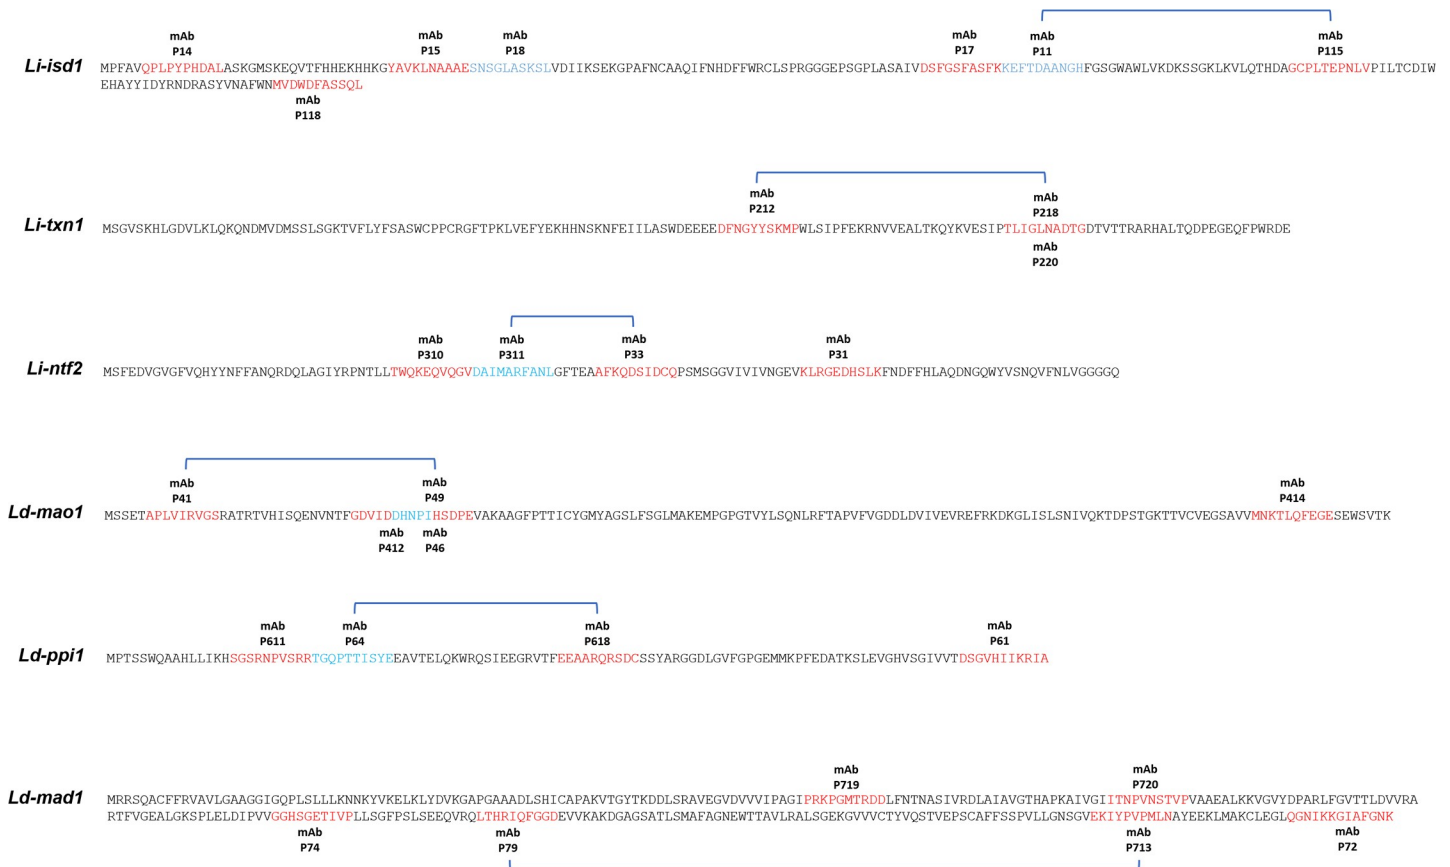 mAb mAb mAb mAb mAb mAb
P14 P15 P18 P17 P11 P115
Li-isd1 MPFAVQPLPYPHDALASKGMSKEQVTFHHEKHHKGYAVKLNAAAESNSGLASKSLVDIIKSEKGPAFNCAAQIFNHDFFWRCLSPRGGGEPSGPLASAIVDSFGSFASFKKEFTDAANGHFGSGWAWLVKDKSSGKLKVLQTHDAGCPLTEPNLVPILTCDIW
EHAYYIDYRNDRASYVNAFWNMVDWDFASSQL
mAb
P118
mAb mAb
P212 P218
Li-txn1 MSGVSKHLGDVLKLQKQNDMVDMSSLSGKTVFLYFSASWCPPCRGFTPKLVEFYEKHHNSKNFEIILASWDEEEEDFNGYYSKMPWLSIPFEKRNVVEALTKQYKVESIPTLIGLNADTGDTVTTRARHALTQDPEGEQFPWRDE
mAb
P220
mAb mAb mAb mAb
P310 P311 P33 P31
Li-ntf2 MSFEDVGVGFVQHYYNFFANQRDQLAGIYRPNTLLTWQKEQVQGVDAIMARFANLGFTEAAFKQDSIDCQPSMSGGVIVIVNGEVKLRGEDHSLKFNDFFHLAQDNGQWYVSNQVFNLVGGGGQ
mAb mAb mAb
P41 P49 P414
Ld-mao1 MSSETAPLVIRVGSRATRTVHISQENVNTFGDVIDDHNPIHSDPEVAKAAGFPTTICYGMYAGSLFSGLMAKEMPGPGTVYLSQNLRFTAPVFVGDDLDVIVEVREFRKDKGLISLSNIVQKTDPSTGKTTVCVEGSAVVMNKTLQFEGESEWSVTK
mAb mAb
P412 P46
mAb mAb mAb mAb
P611 P64 P618 P61
Ld-ppi1 MPTSSWQAAHLLIKHSGSRNPVSRRTGQPTTISYEEAVTELQKWRQSIEEGRVTFEEAARQRSDCSSYARGGDLGVFGPGEMMKPFEDATKSLEVGHVSGIVVTDSGVHIIKRIA
mAb mAb
P719 P720
Ld-mad1 MRRSQACFFRVAVLGAAGGIGQPLSLLLKNNKYVKELKLYDVKGAPGAAADLSHICAPAKVTGYTKDDLSRAVEGVDVVVIPAGIPRKPGMTRDDLFNTNASIVRDLAIAVGTHAPKAIVGIITNPVNSTVPVAAEALKKVGVYDPARLFGVTTLDVVRA
RTFVGEALGKSPLELDIPVVGGHSGETIVPLLSGFPSLSEEQVRQLTHRIQFGGDEVVKAKDGAGSATLSMAFAGNEWTTAVLRALSGEKGVVVCTYVQSTVEPSCAFFSSPVLLGNSGVEKIYPVPMLNAYEEKLMAKCLEGLQGNIKKGIAFGNK
mAb mAb mAb mAb
P74 P79 P713 P72